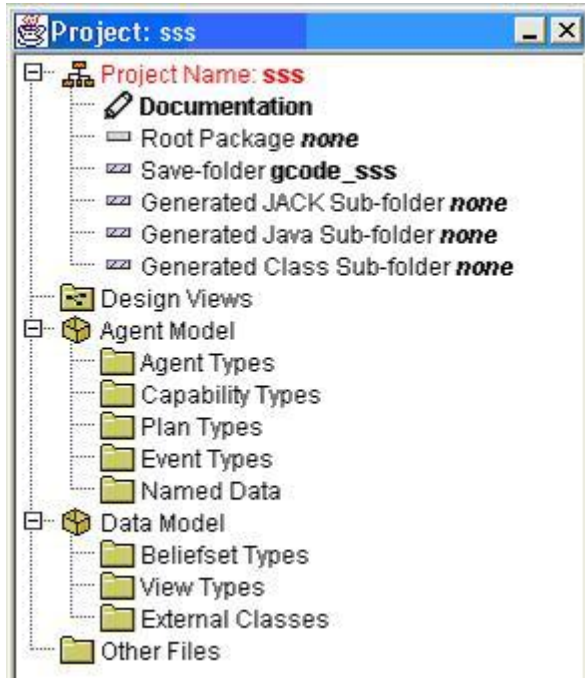 Project: sss
Project Name: sss
Documentation
Root Package none
Save-folder gcode_sss
Generated JACK Sub-folder none
Generated Java Sub-folder none
Generated Class Sub-folder none
Design Views
Agent Model
Agent Types
Capability Types
Plan Types
Event Types
Named Data
Data Model
Beliefset Types
View Types
External Classes
Other Files